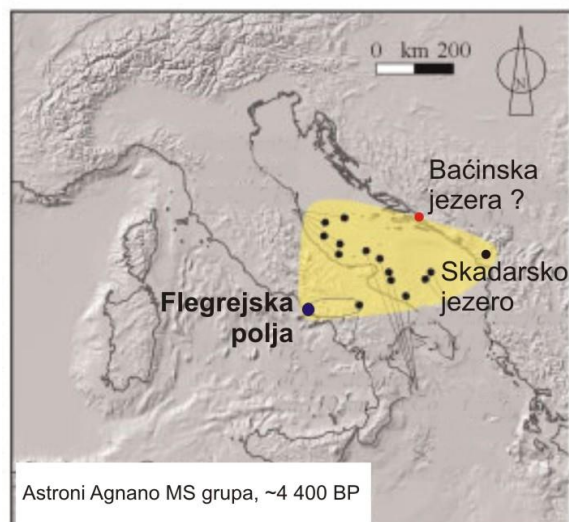 0 km 200
N
Baćinska
jezera ?
Skadarsko
jezero
Flegrejska
polja
Astroni Agnano MS grupa, ~4 400 BP